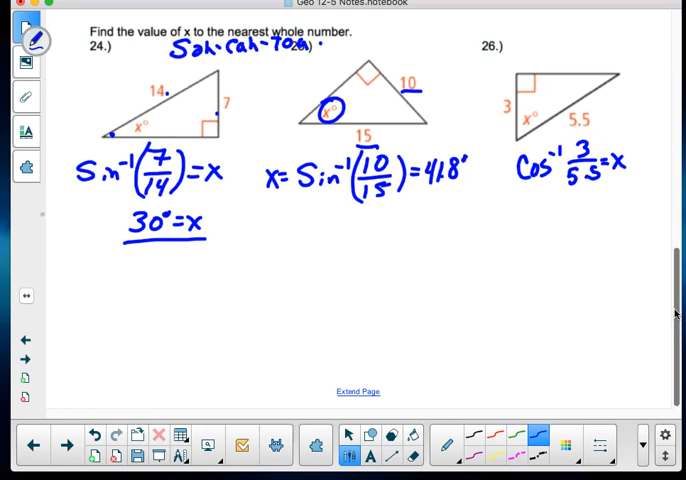 Geo 12-5 Notes.notebook
Find the value of x to the nearest whole number.
24.)
Soh-Cah-Toa
26.)
14
7
x°
10
x°
15
3
x°
5.5
Sin⁻¹(7/14)=x
30°=x
x= Sin⁻¹(10/15)=41.8°
Cos⁻¹ 3/5.5=x
Extend Page